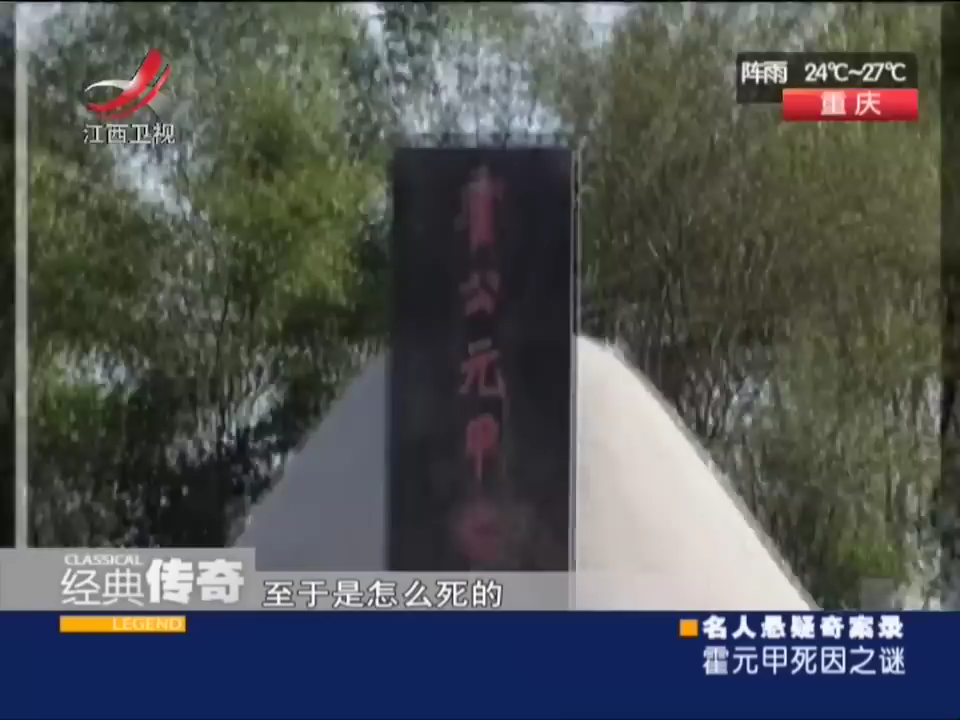 江西卫视
阵雨 24℃~27℃
重庆
霍公元甲
CLASSICAL
经典传奇
LEGEND
至于是怎么死的
名人悬疑奇案录
霍元甲死因之谜